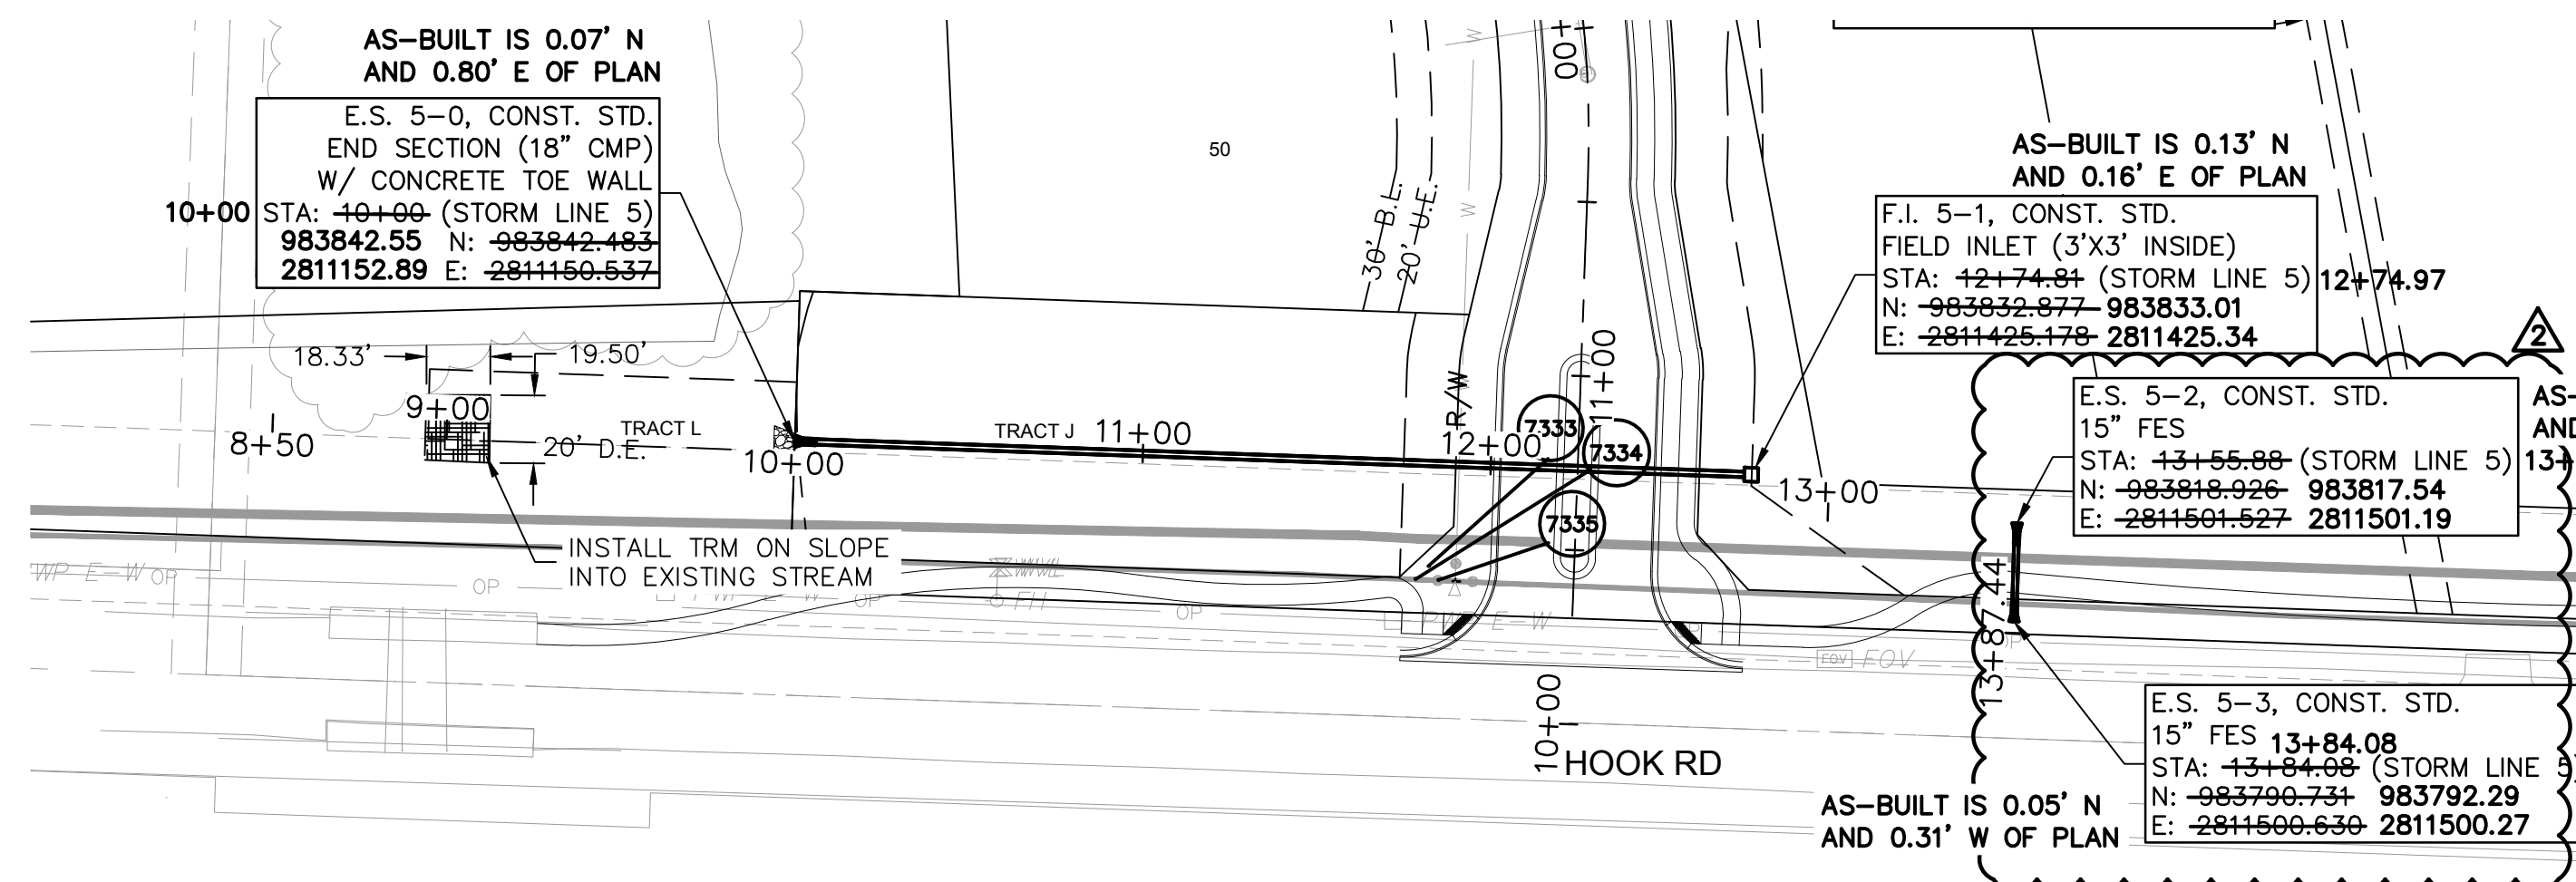 AS-BUILT IS 0.07' N
AND 0.80' E OF PLAN
E.S. 5-0, CONST. STD.
END SECTION (18" CMP)
W/ CONCRETE TOE WALL
10+00 STA: 10+00 (STORM LINE 5)
983842.55 N: 983842.483
2811152.89 E: 2811150.537
50
30' B.L.
20' U.E.
W
W
00+
AS-BUILT IS 0.13' N
AND 0.16' E OF PLAN
F.I. 5-1, CONST. STD.
FIELD INLET (3'X3' INSIDE)
STA: 12+74.81 (STORM LINE 5) 12+74.97
N: 983832.877 983833.01
E: 2811425.178 2811425.34
2
E.S. 5-2, CONST. STD.
15" FES
STA: 13+55.88 (STORM LINE 5) 13+
N: 983818.926 983817.54
E: 2811501.527 2811501.19
AS-
AND
18.33'
19.50'
8+50
9+00
20' D.E.
TRACT L
10+00
TRACT J
11+00
R/W
12+00
7333
7334
7335
11+00
13+00
INSTALL TRM ON SLOPE
INTO EXISTING STREAM
WP E-W
OP
OP
OP
OP
FH
PWP E-W
FOV FOV
OP
10+00
HOOK RD
13+87.44
E.S. 5-3, CONST. STD.
15" FES 13+84.08
STA: 13+84.08 (STORM LINE 5)
N: 983790.731 983792.29
E: 2811500.630 2811500.27
AS-BUILT IS 0.05' N
AND 0.31' W OF PLAN